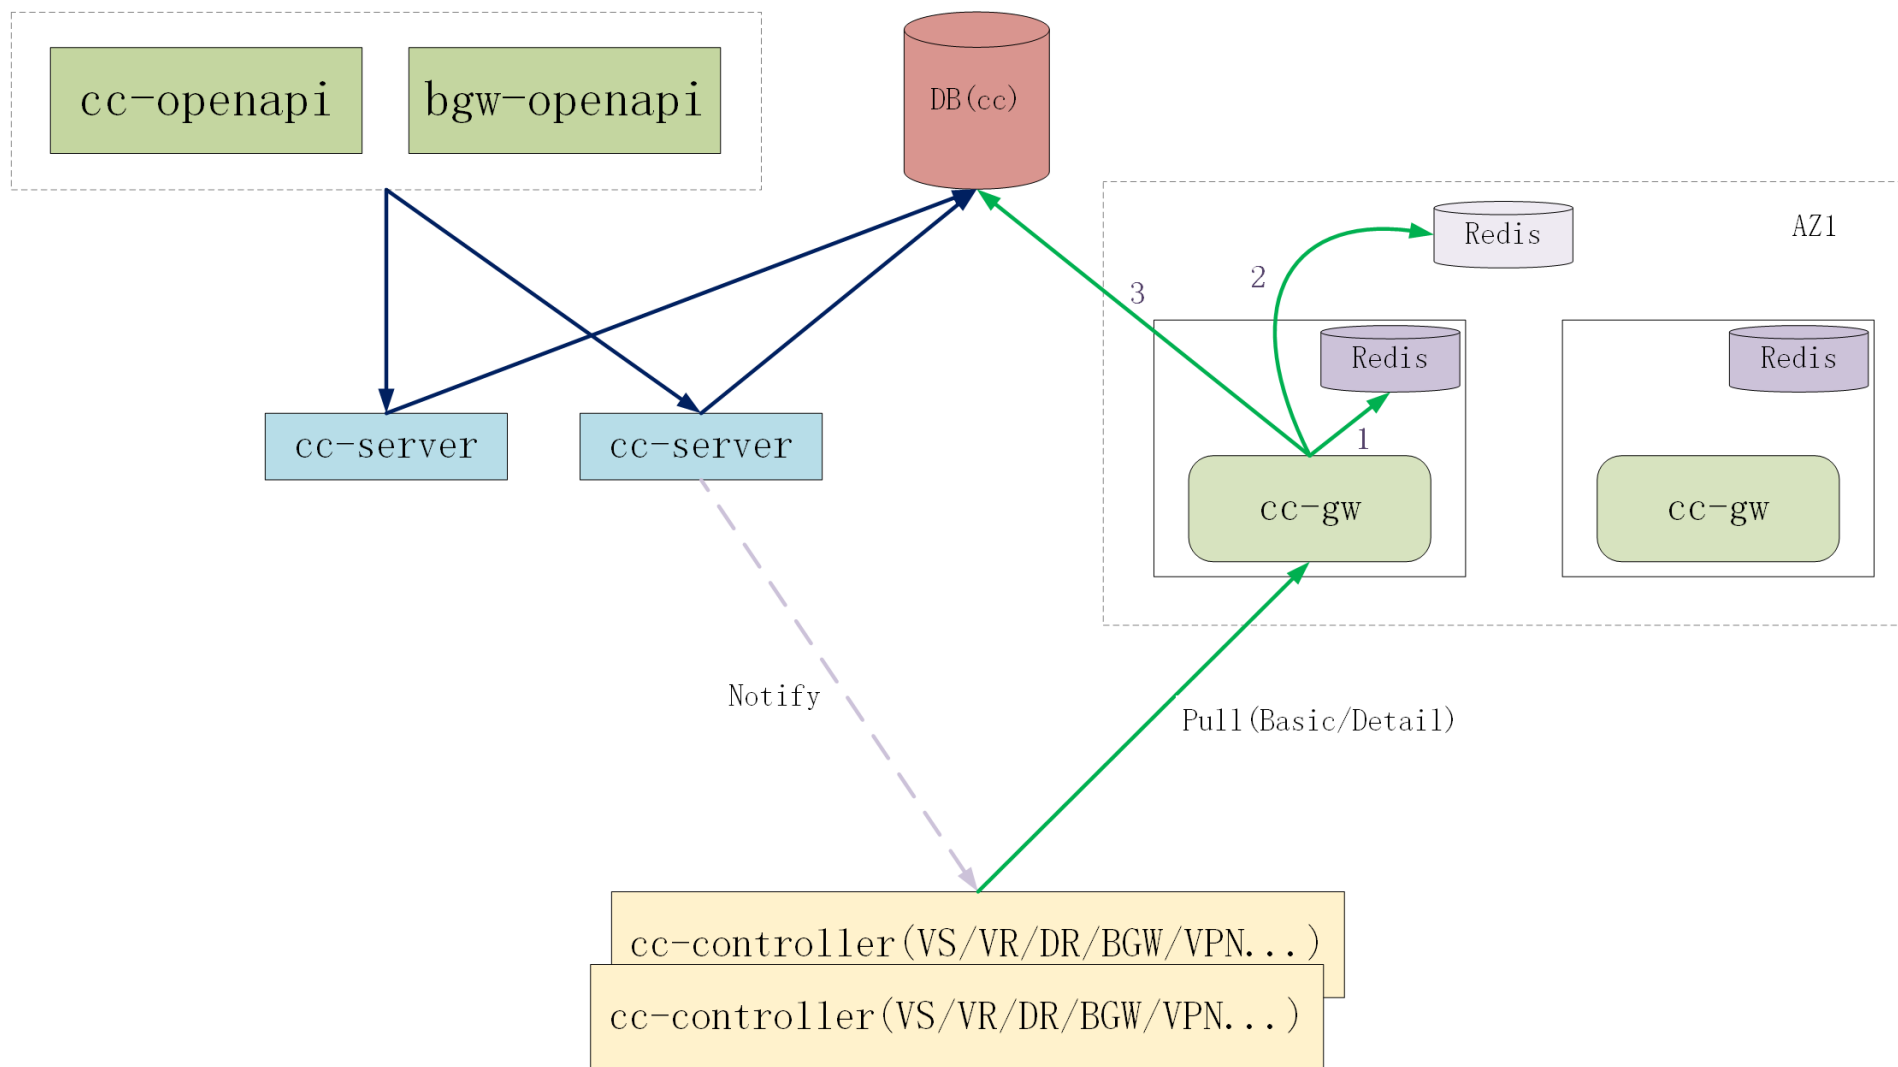 cc-openapi
bgw-openapi
DB(cc)
AZ1
Redis
2
3
Redis
Redis
1
cc-server
cc-server
cc-gw
cc-gw
Notify
Pull(Basic/Detail)
cc-controller(VS/VR/DR/BGW/VPN...)
cc-controller(VS/VR/DR/BGW/VPN...)